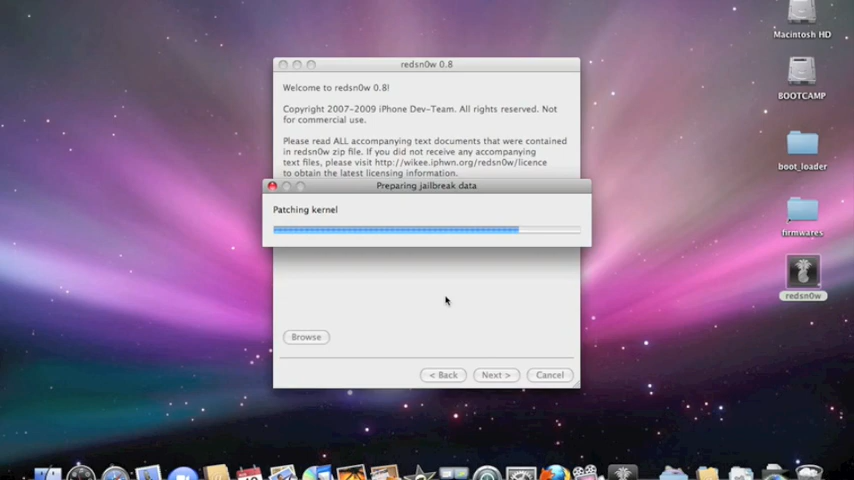 Macintosh HD
redsn0w 0.8
Welcome to redsn0w 0.8!
BOOTCAMP
Copyright 2007-2009 iPhone Dev-Team. All rights reserved. Not
for commercial use.
Please read ALL accompanying text documents that were contained
in redsn0w zip file. If you did not receive any accompanying
text files, please visit http://wikee.iphwn.org/redsn0w/licence
to obtain the latest licensing information.
boot_loader
Preparing jailbreak data
Patching kernel
firmwares
redsn0w
Browse
< Back
Next >
Cancel